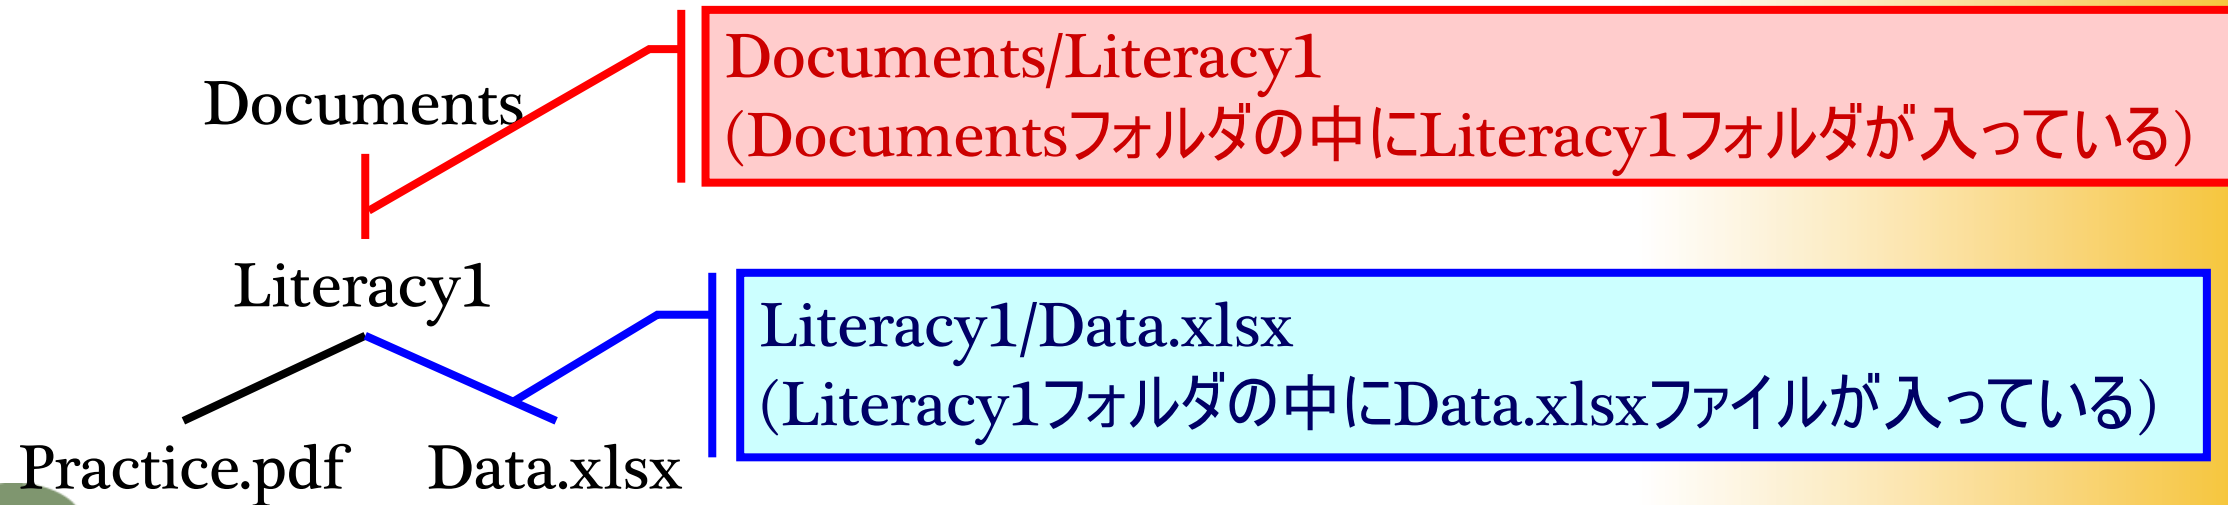 Documents
Documents/Literacy1
(Documentsフォルダの中にLiteracy1フォルダが入っている)
Literacy1
Literacy1/Data.xlsx
(Literacy1フォルダの中にData.xlsxファイルが入っている)
Practice.pdf
Data.xlsx